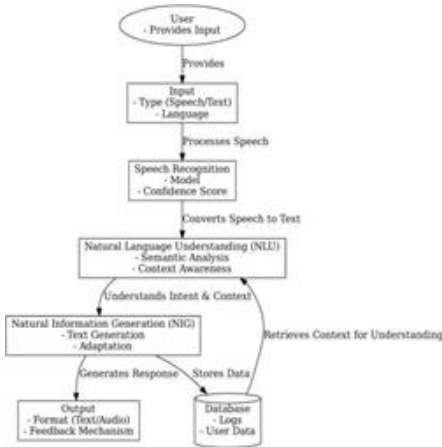 User
- Provides Input
Provides
Input
- Type (Speech/Text)
- Language
Processes Speech
Speech Recognition
- Model
- Confidence Score
Converts Speech to Text
Natural Language Understanding (NLU)
- Semantic Analysis
- Context Awareness
Understands Intent & Context
Natural Information Generation (NIG)
- Text Generation
- Adaptation
Retrieves Context for Understanding
Generates Response
Stores Data
Output
- Format (Text/Audio)
- Feedback Mechanism
Database
- Logs
- User Data